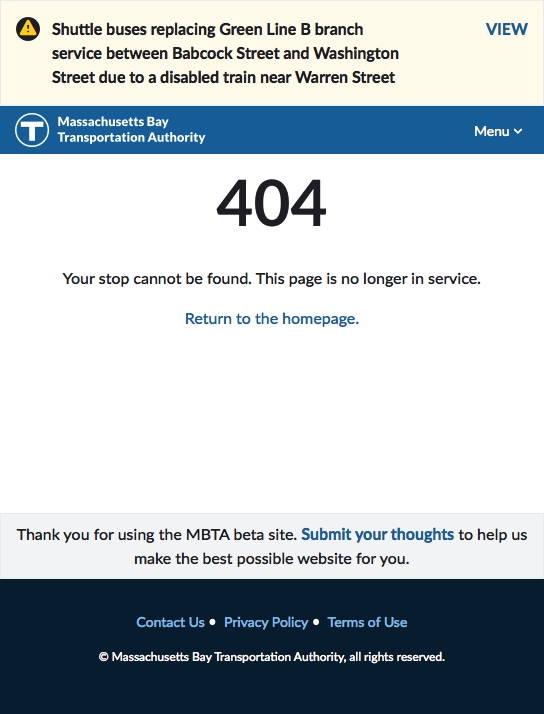 Shuttle buses replacing Green Line B branch
service between Babcock Street and Washington
Street due to a disabled train near Warren Street
VIEW
T
Massachusetts Bay
Transportation Authority
Menu
404
Your stop cannot be found. This page is no longer in service.
Return to the homepage.
Thank you for using the MBTA beta site. Submit your thoughts to help us
make the best possible website for you.
Contact Us • Privacy Policy • Terms of Use
© Massachusetts Bay Transportation Authority, all rights reserved.